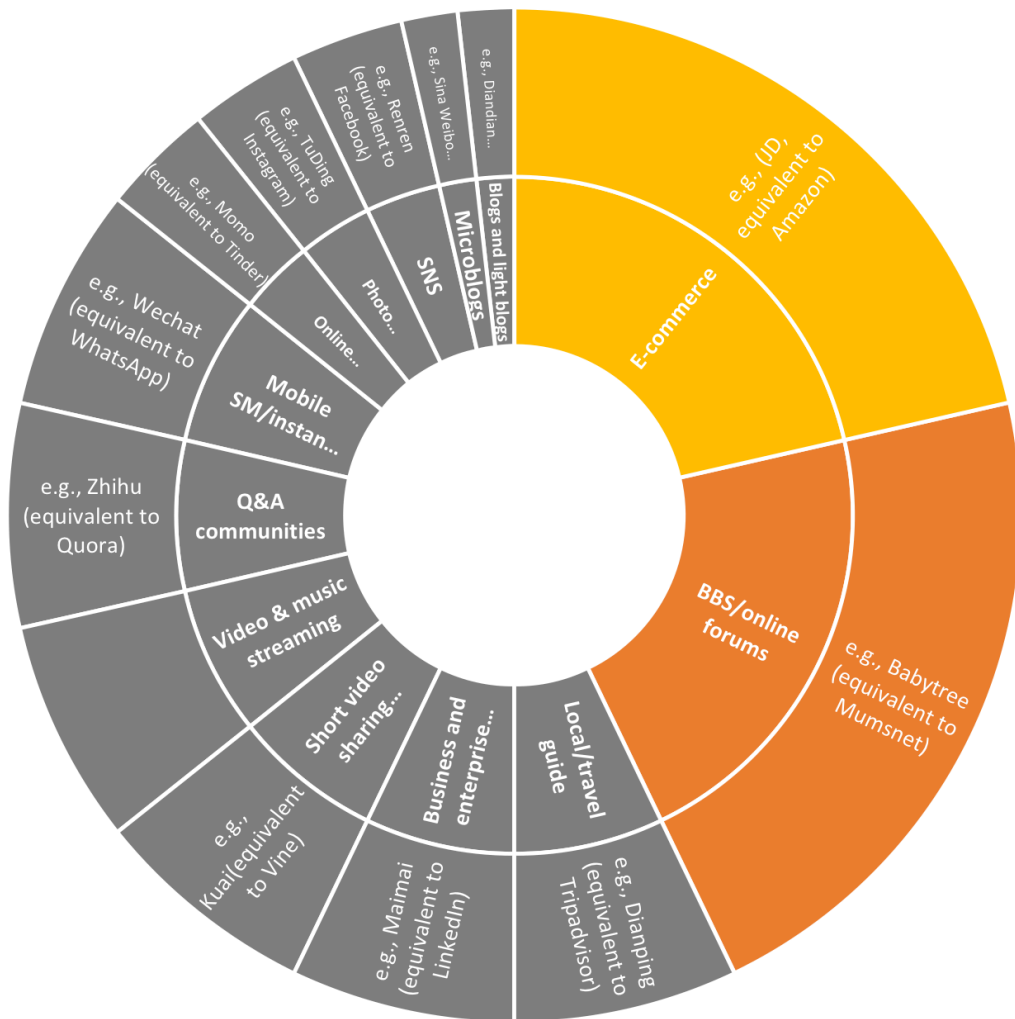 E-commerce
e.g., (JD,
equivalent to
Amazon)
BBS/online
forums
e.g., Babytree
(equivalent to
Mumsnet)
Local/travel
guide
e.g., Dianping
(equivalent to
Tripadvisor)
Business and
enterprise...
e.g., Maimai
(equivalent to
LinkedIn)
Short video
sharing...
e.g.,
Kuai(equivalent
to Vine)
Video & music
streaming
Q&A
communities
e.g., Zhihu
(equivalent to
Quora)
Mobile
SM/instan...
e.g., Wechat
(equivalent to
WhatsApp)
Online...
e.g., Momo
(equivalent to Tinder)
Photo...
e.g., TuDing
(equivalent to
Instagram)
SNS
e.g., Renren
(equivalent to
Facebook)
Microblogs
e.g., Sina Weibo...
Blogs and light blogs
e.g., Diandian...